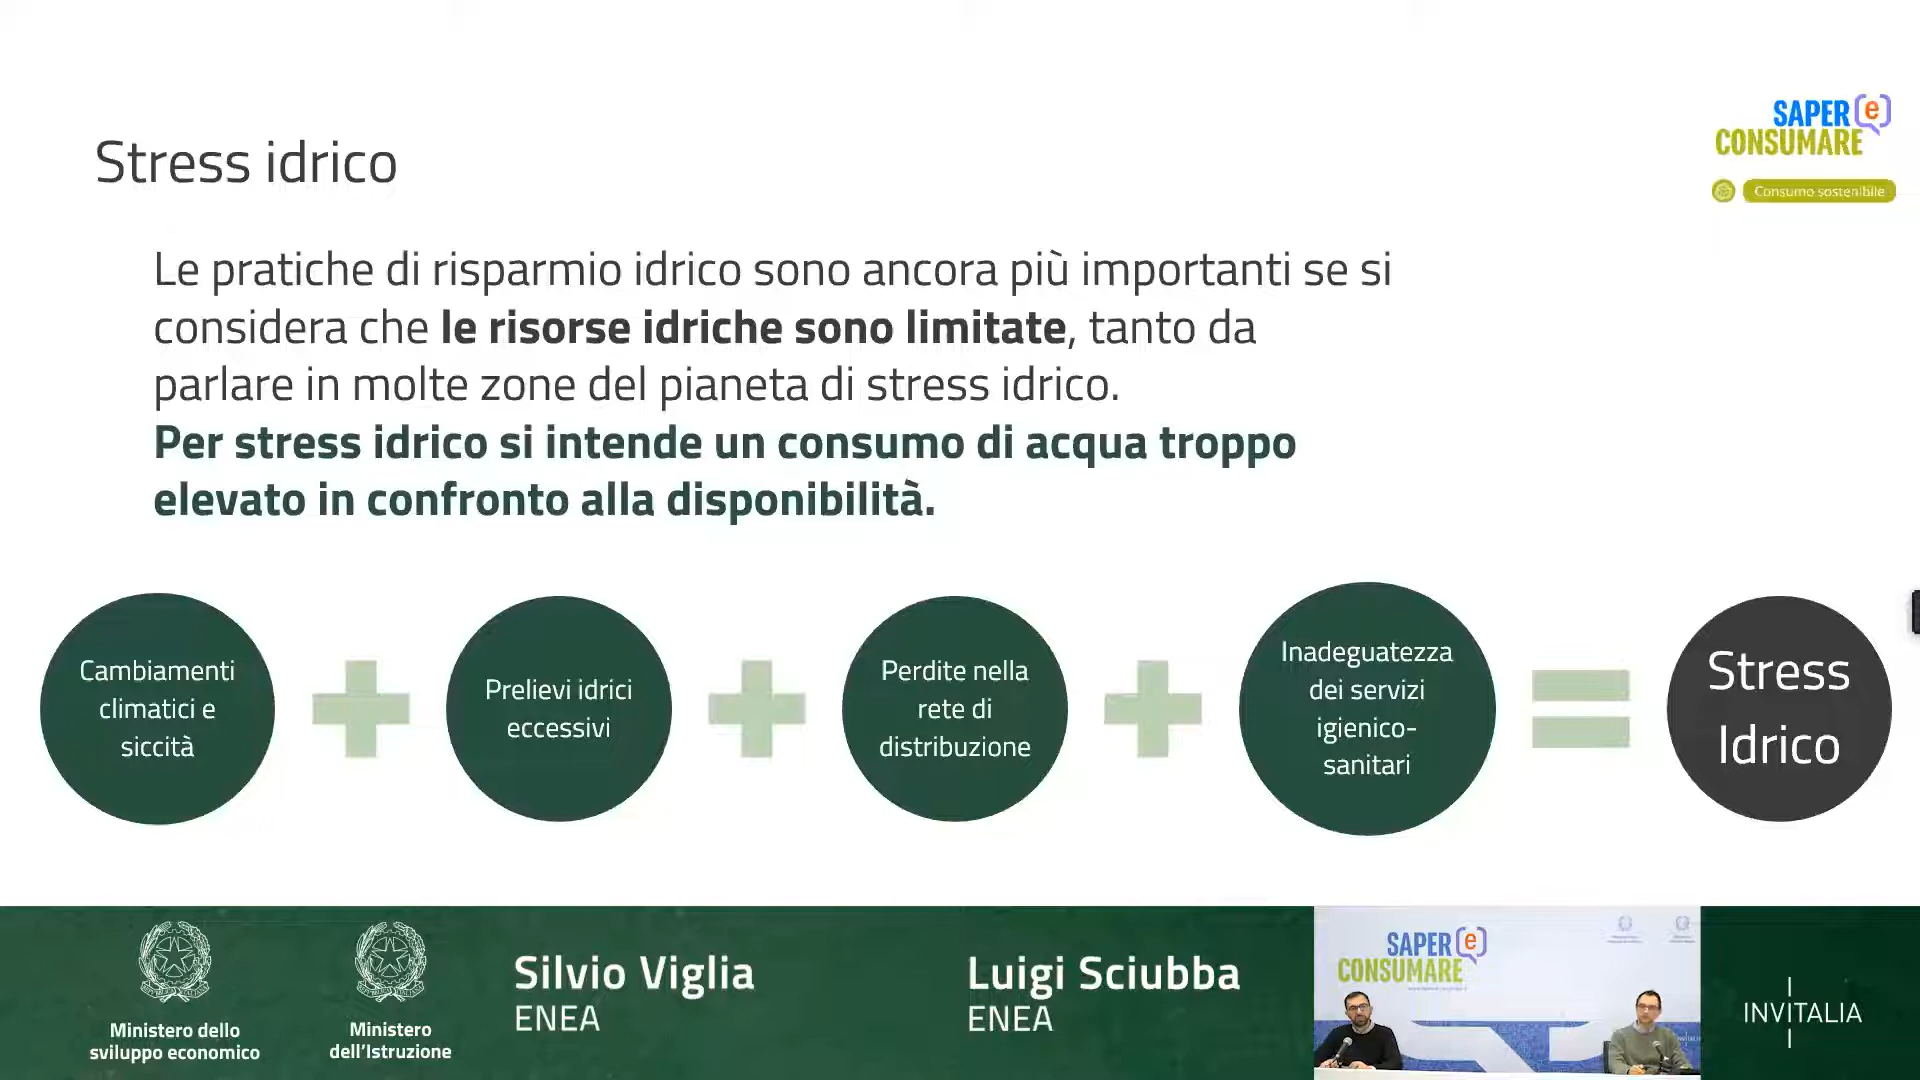 SAPER e
CONSUMARE
Consumo sostenibile
Stress idrico
Le pratiche di risparmio idrico sono ancora più importanti se si
considera che le risorse idriche sono limitate, tanto da
parlare in molte zone del pianeta di stress idrico.
Per stress idrico si intende un consumo di acqua troppo
elevato in confronto alla disponibilità.
Cambiamenti
climatici e
siccità
Prelievi idrici
eccessivi
Perdite nella
rete di
distribuzione
Inadeguatezza
dei servizi
igienico-
sanitari
Stress
Idrico
Ministero dello
sviluppo economico
Ministero
dell'Istruzione
Silvio Viglia
ENEA
Luigi Sciubba
ENEA
SAPER e
CONSUMARE
INVITALIA